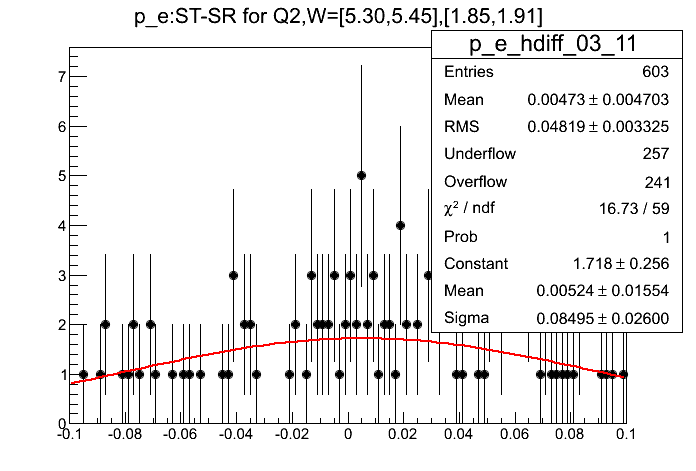 p_e:ST-SR for Q2,W=[5.30,5.45],[1.85,1.91]
p_e_hdiff_03_11
Entries 603
Mean 0.00473 ± 0.004703
RMS 0.04819 ± 0.003325
Underflow 257
Overflow 241
χ² / ndf 16.73 / 59
Prob 1
Constant 1.718 ± 0.256
Mean 0.00524 ± 0.01554
Sigma 0.08495 ± 0.02600
7
6
5
4
3
2
1
0
-0.1 -0.08 -0.06 -0.04 -0.02 0 0.02 0.04 0.06 0.08 0.1